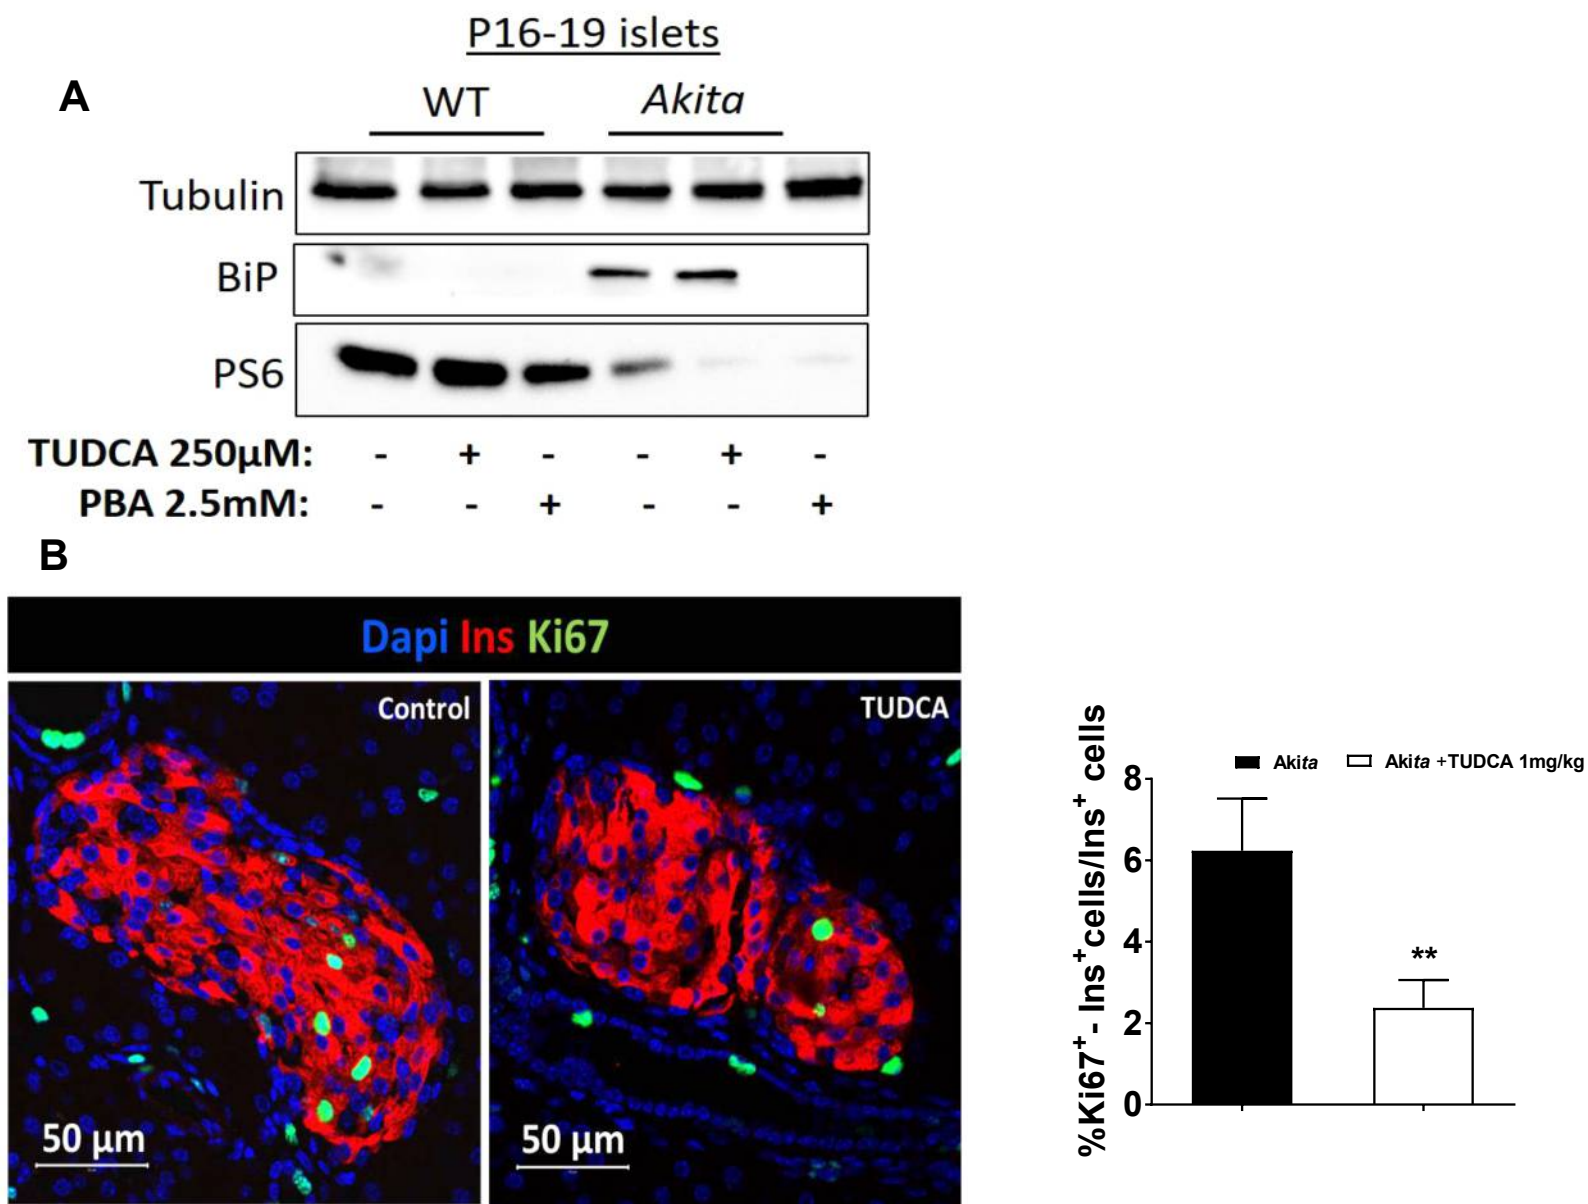 P16-19 islets
A
WT Akita
Tubulin
BiP
PS6
TUDCA 250µM: - + - - + -
PBA 2.5mM: - - + - - +
B
Dapi Ins Ki67
Control
TUDCA
50 µm
50 µm
%Ki67+ - Ins+cells/Ins+ cells
Akita Akita +TUDCA 1mg/kg
8
6
4
2
0
**